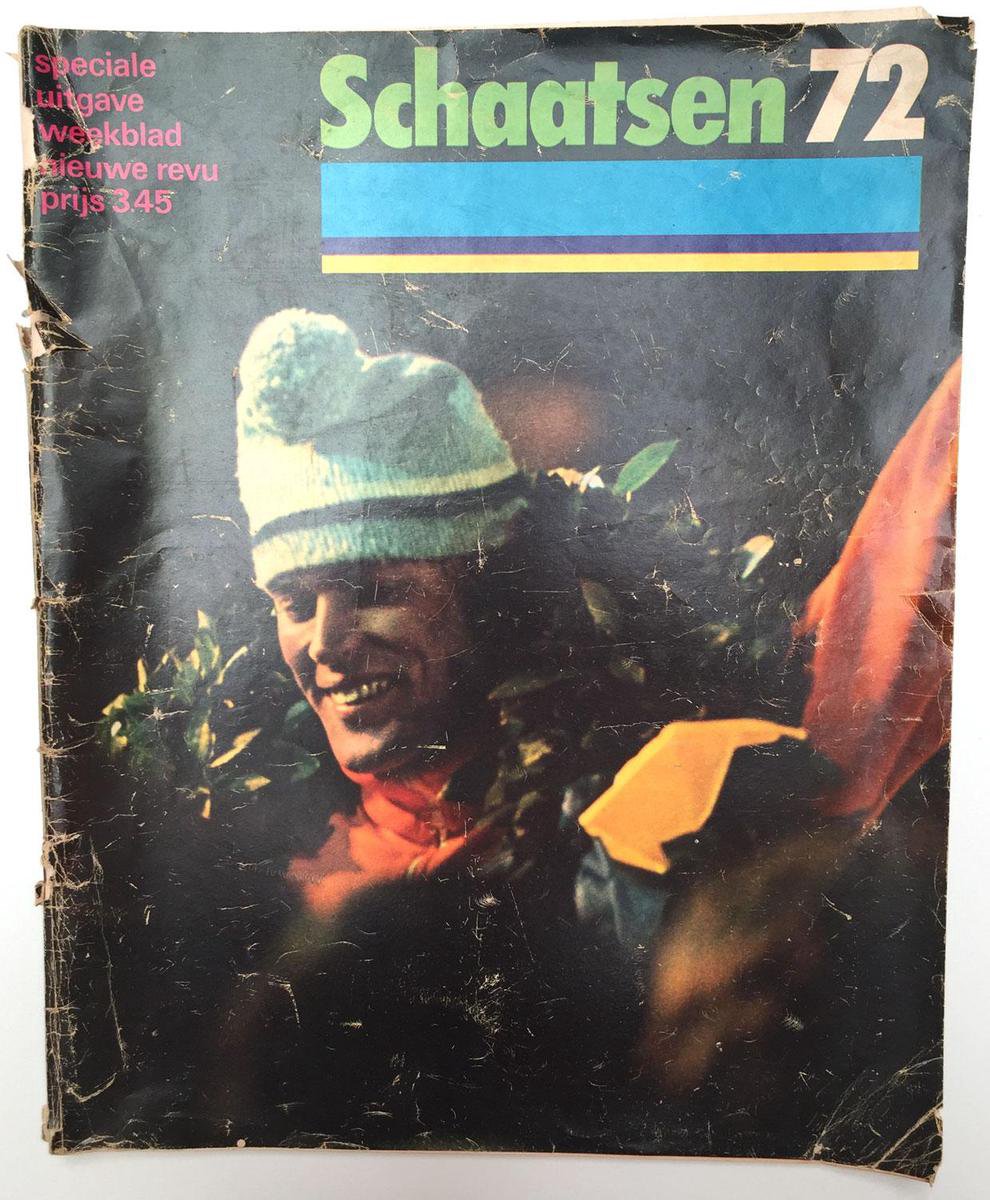 speciale
uitgave
weekblad
nieuwe revu
prijs 3.45
Schaatsen 72